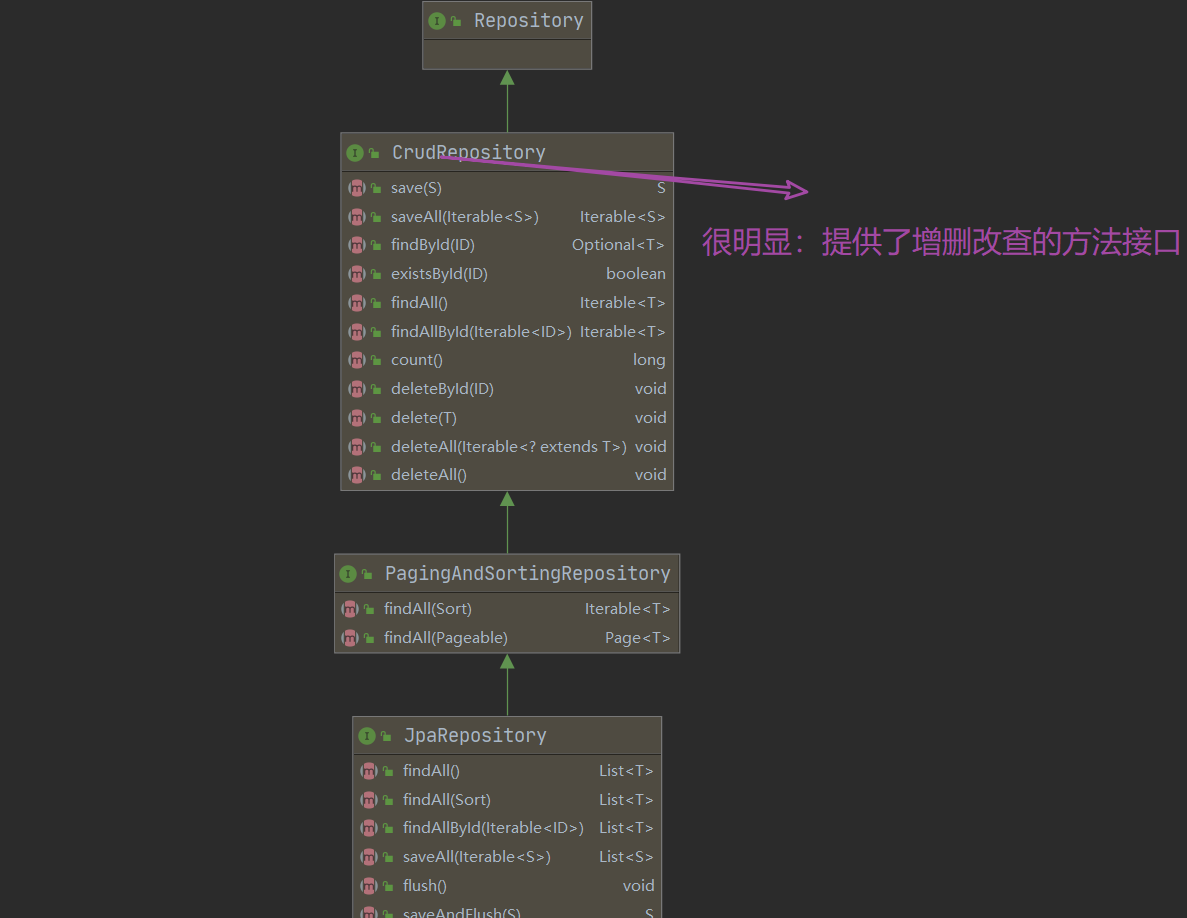 Repository
CrudRepository
save(S) S
saveAll(Iterable<S>) Iterable<S>
很明显：提供了增删改查的方法接口
findById(ID) Optional<T>
existsById(ID) boolean
findAll() Iterable<T>
findAllById(Iterable<ID>) Iterable<T>
count() long
deleteById(ID) void
delete(T) void
deleteAll(Iterable<? extends T>) void
deleteAll() void
PagingAndSortingRepository
findAll(Sort) Iterable<T>
findAll(Pageable) Page<T>
JpaRepository
findAll() List<T>
findAll(Sort) List<T>
findAllById(Iterable<ID>) List<T>
saveAll(Iterable<S>) List<S>
flush() void
saveAndFlush(S) S